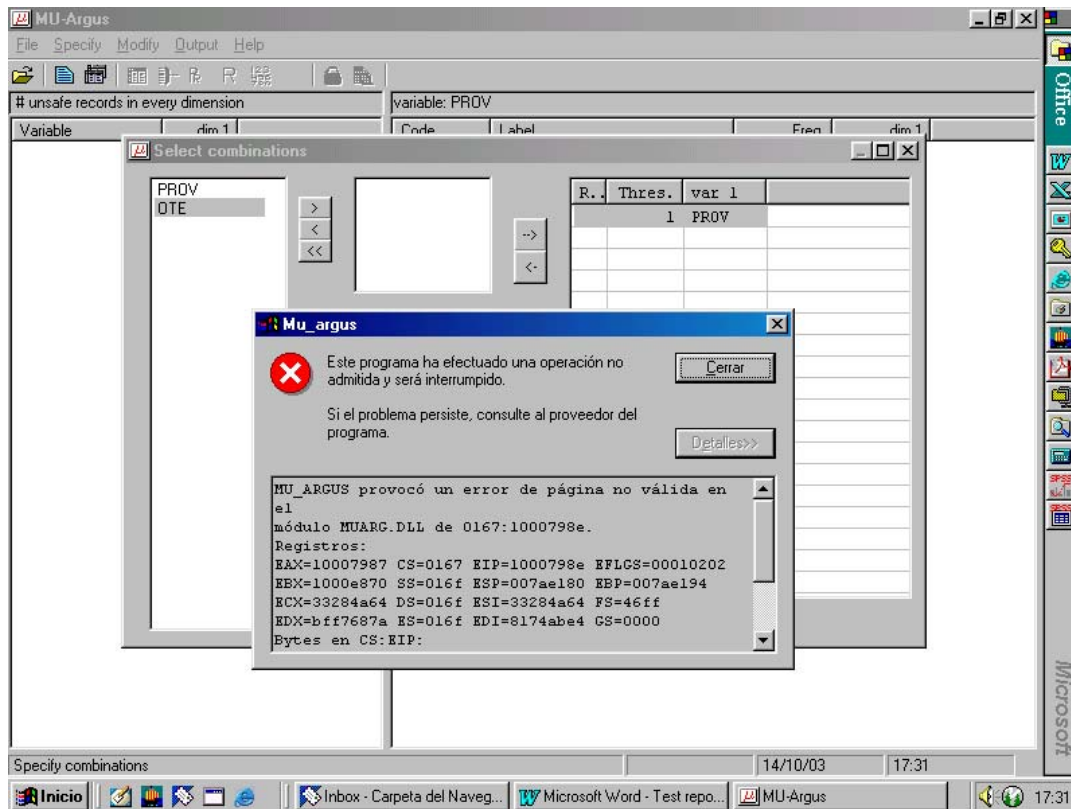 MU-Argus
File Specify Modify Output Help
# unsafe records in every dimension
variable: PROV
Variable dim 1
Code Label Freq dim 1
Select combinations
PROV
OTE
>
<
<<
-->
<-
R.. Thres. var 1
1 PROV
Mu_argus
Este programa ha efectuado una operación no
admitida y será interrumpido.
Si el problema persiste, consulte al proveedor del
programa.
Cerrar
Detalles>>
MU_ARGUS provocó un error de página no válida en
el
módulo MUARG.DLL de 0167:1000798e.
Registros:
EAX=10007987 CS=0167 EIP=1000798e EFLGS=00010202
EBX=1000e870 SS=016f ESP=007ae180 EBP=007ae194
ECX=33284a64 DS=016f ESI=33284a64 FS=46ff
EDX=bff7687a ES=016f EDI=8174abe4 GS=0000
Bytes en CS:EIP:
Office
Microsoft
Specify combinations
14/10/03
17:31
Inicio
Inbox - Carpeta del Naveg...
Microsoft Word - Test repo...
MU-Argus
17:31